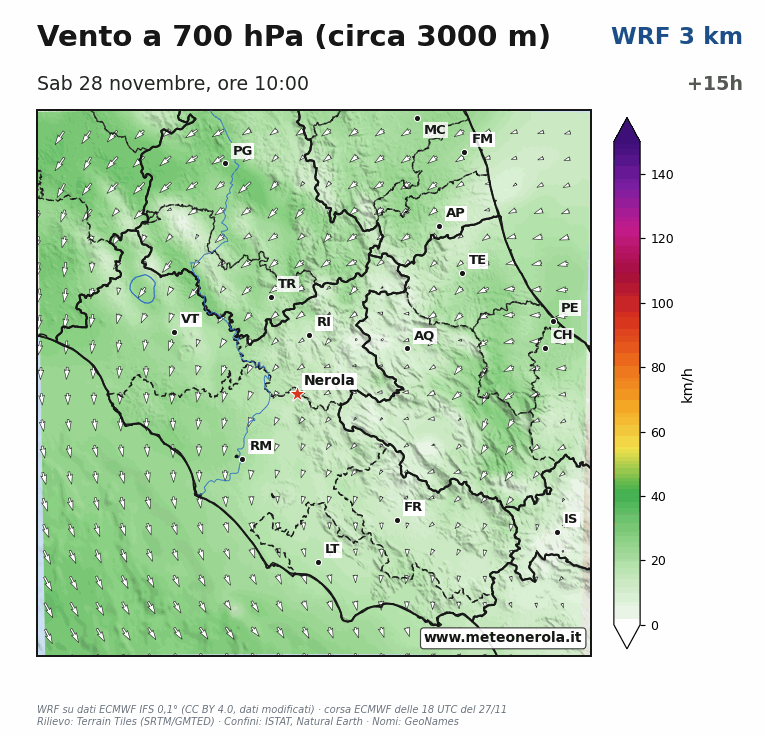 Vento a 700 hPa (circa 3000 m)
WRF 3 km
Sab 28 novembre, ore 10:00
+15h
MC
FM
PG
AP
TE
TR
PE
VT
RI
AQ
CH
Nerola
RM
FR
IS
LT
www.meteonerola.it
140
120
100
80
60
40
20
0
km/h
WRF su dati ECMWF IFS 0,1° (CC BY 4.0, dati modificati) · corsa ECMWF delle 18 UTC del 27/11
Rilievo: Terrain Tiles (SRTM/GMTED) · Confini: ISTAT, Natural Earth · Nomi: GeoNames